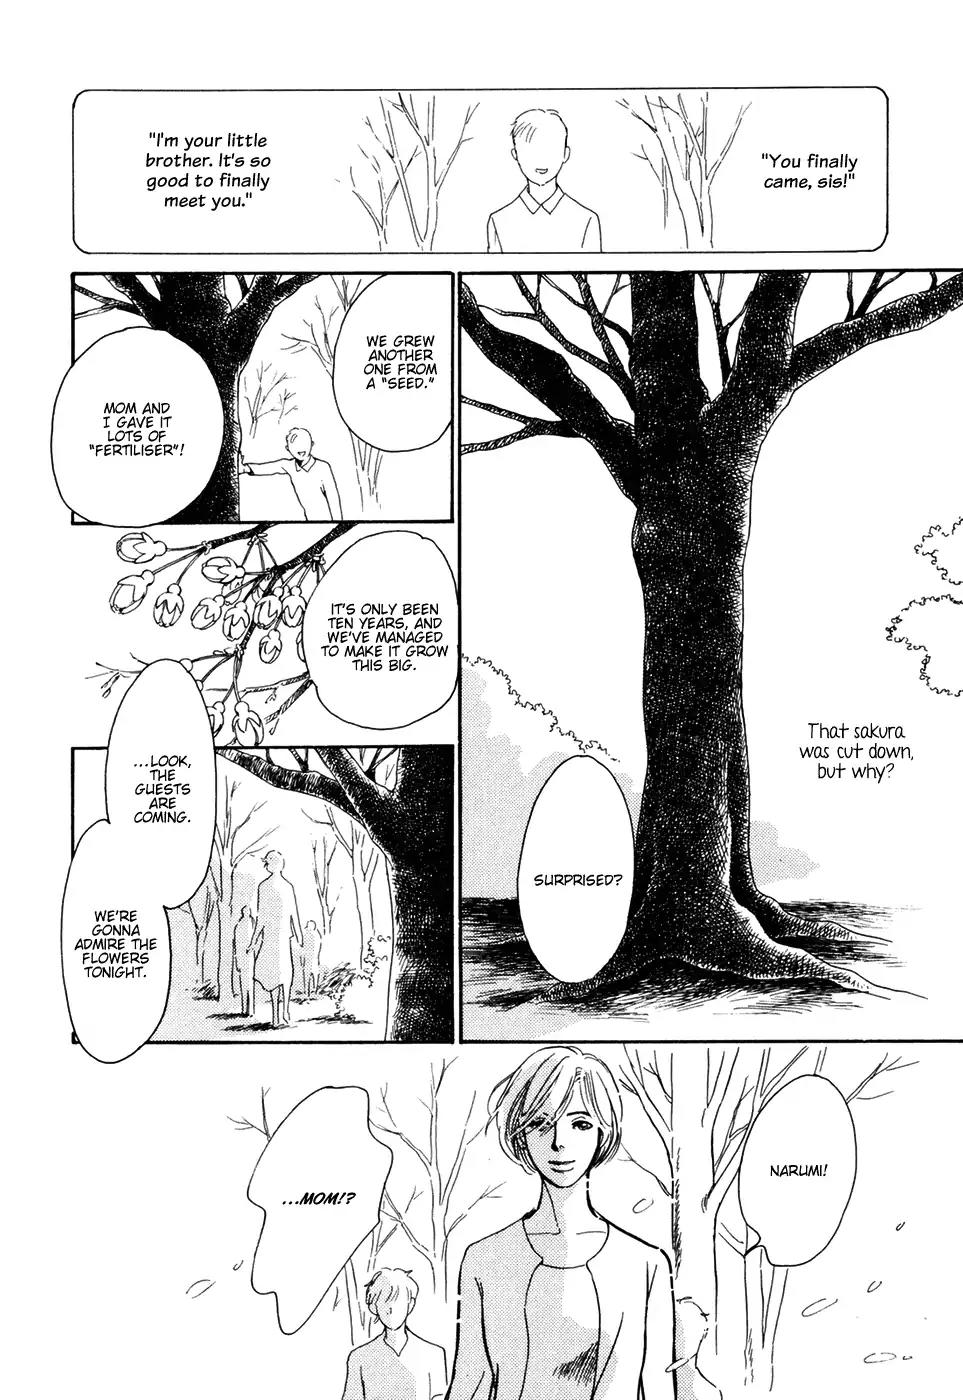 "You finally
came, sis!"
"I'm your little
brother. It's so
good to finally
meet you."
That sakura
was cut down,
but why?
SURPRISED?
WE GREW
ANOTHER
ONE FROM
A "SEED."
MOM AND
I GAVE IT
LOTS OF
"FERTILISER"!
IT'S ONLY BEEN
TEN YEARS, AND
WE'VE MANAGED
TO MAKE IT GROW
THIS BIG.
...LOOK,
THE
GUESTS
ARE
COMING.
WE'RE
GONNA
ADMIRE THE
FLOWERS
TONIGHT.
NARUMI!
...MOM!?